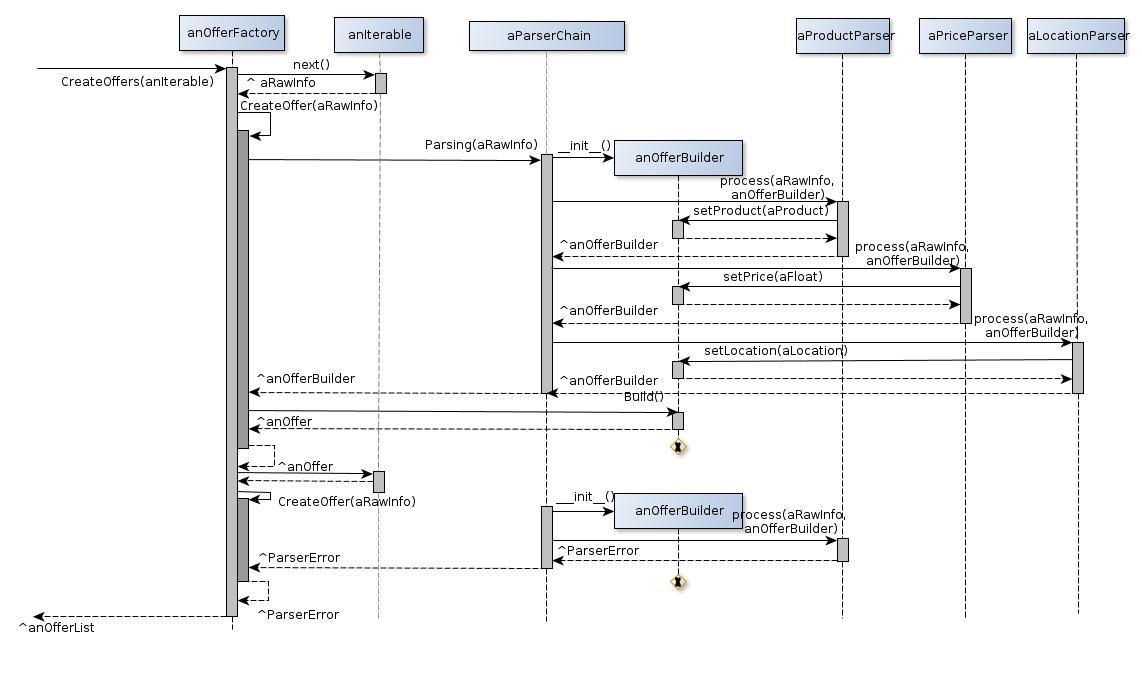 anOfferFactory
anIterable
aParserChain
aProductParser
aPriceParser
aLocationParser
next()
CreateOffers(anIterable)
^ aRawInfo
CreateOffer(aRawInfo)
Parsing(aRawInfo)
__init__()
anOfferBuilder
process(aRawInfo,
anOfferBuilder)
setProduct(aProduct)
^anOfferBuilder
process(aRawInfo,
anOfferBuilder)
setPrice(aFloat)
^anOfferBuilder
process(aRawInfo,
anOfferBuilder)
setLocation(aLocation)
^anOfferBuilder
^anOfferBuilder
Build()
^anOffer
^anOffer
CreateOffer(aRawInfo)
__init__()
anOfferBuilder
process(aRawInfo,
anOfferBuilder)
^ParserError
^ParserError
^ParserError
^anOfferList